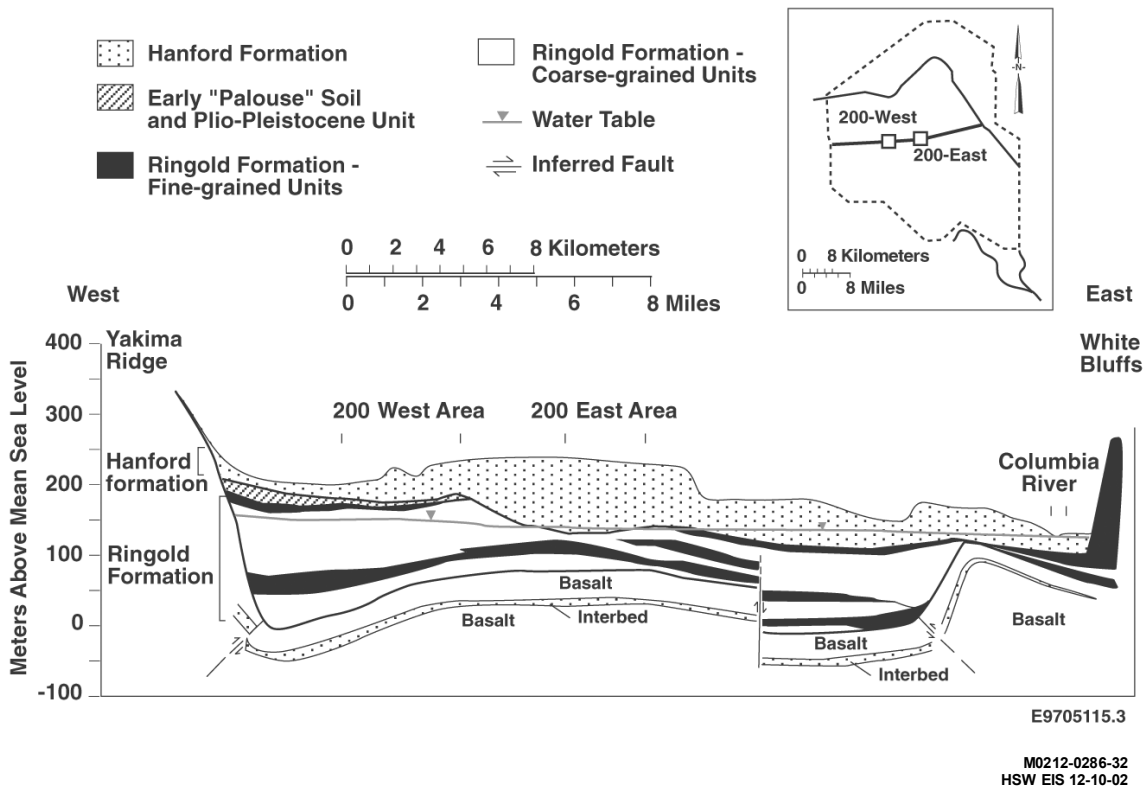 Hanford Formation
Early "Palouse" Soil
and Plio-Pleistocene Unit
Ringold Formation -
Fine-grained Units
Ringold Formation -
Coarse-grained Units
Water Table
Inferred Fault
200-West
200-East
-N-
0 8 Kilometers
0 8 Miles
0 2 4 6 8 Kilometers
0 2 4 6 8 Miles
West
East
Yakima
Ridge
White
Bluffs
Meters Above Mean Sea Level
400
300
200
100
0
-100
200 West Area
200 East Area
Hanford
formation
Ringold
Formation
Columbia
River
Basalt
Basalt
Interbed
Basalt
Interbed
Basalt
E9705115.3
M0212-0286-32
HSW EIS 12-10-02